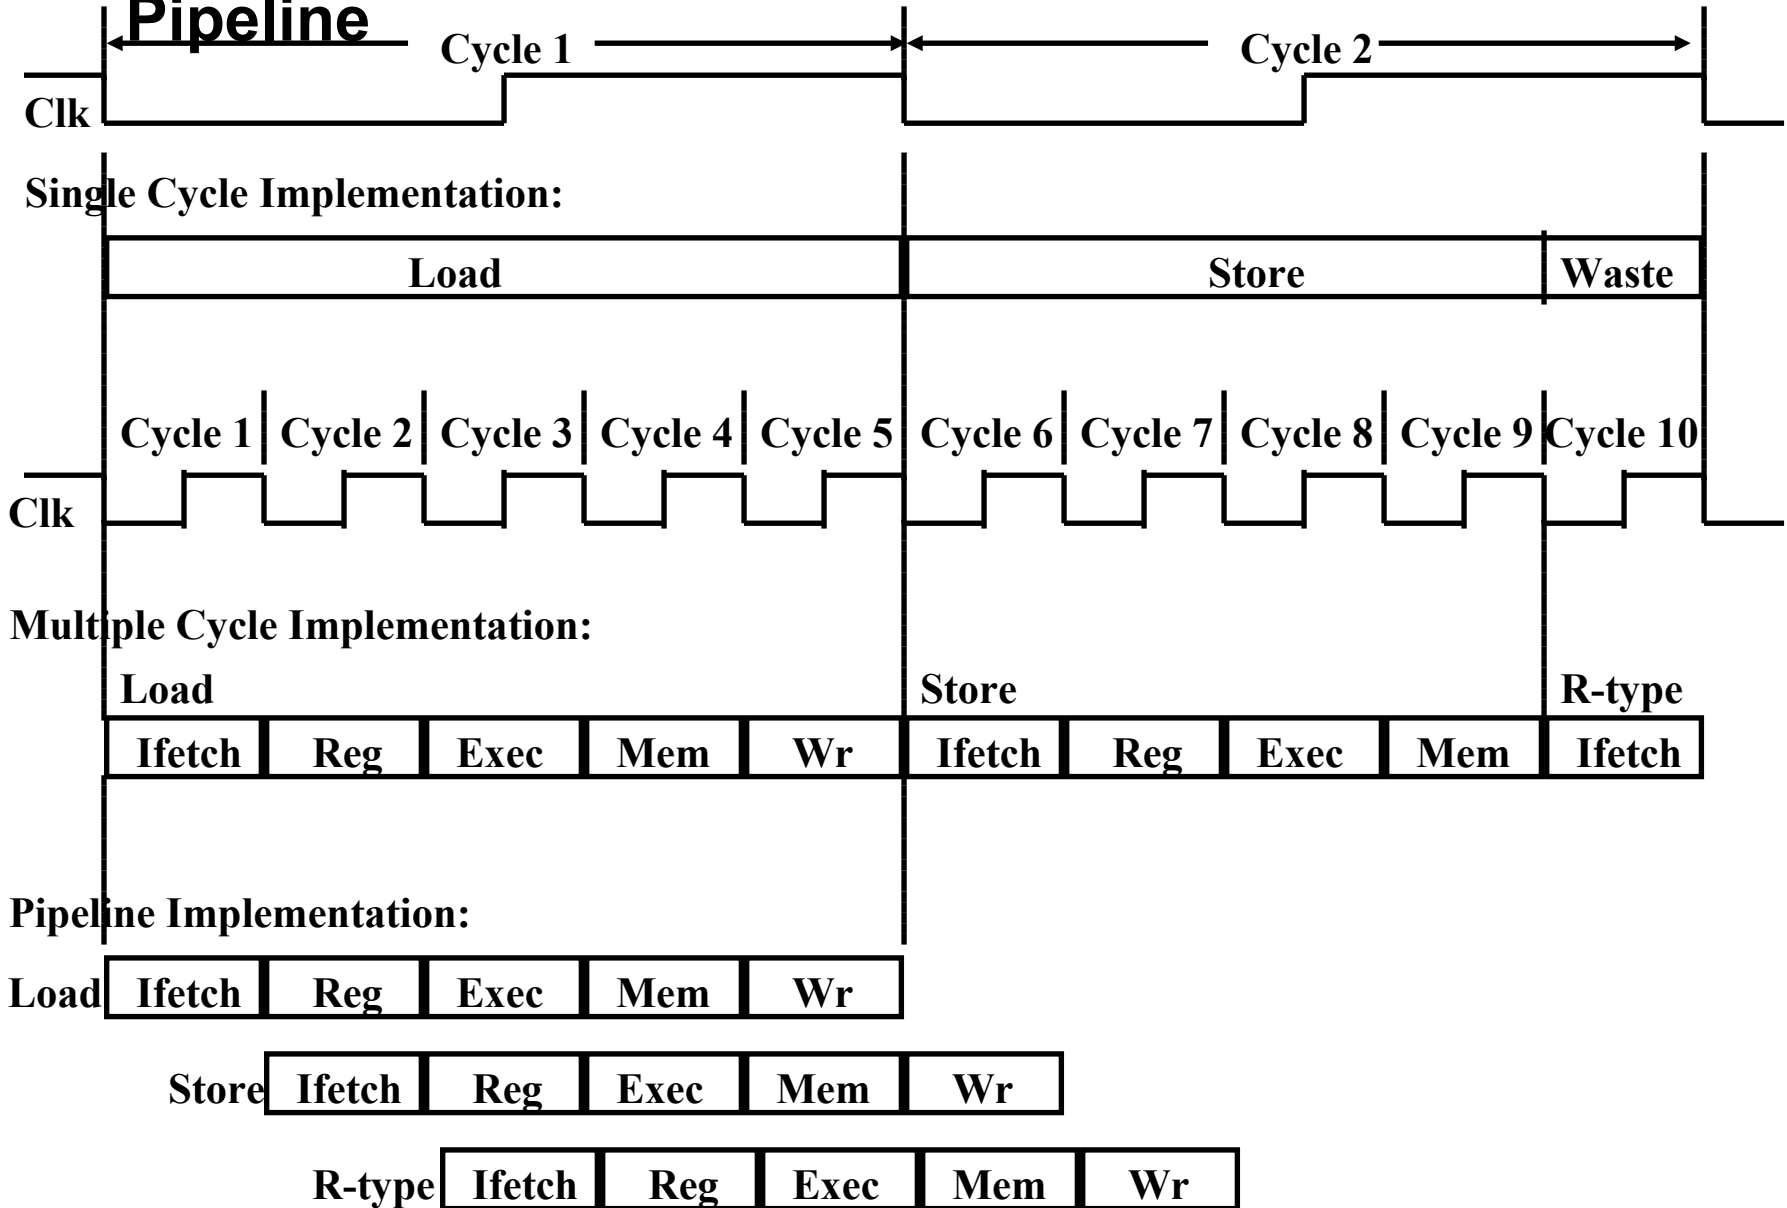 Pipeline
Cycle 1 Cycle 2
Clk
Single Cycle Implementation:
Load Store Waste
Cycle 1 Cycle 2 Cycle 3 Cycle 4 Cycle 5 Cycle 6 Cycle 7 Cycle 8 Cycle 9 Cycle 10
Clk
Multiple Cycle Implementation:
Load Store R-type
Ifetch Reg Exec Mem Wr Ifetch Reg Exec Mem Ifetch
Pipeline Implementation:
Load Ifetch Reg Exec Mem Wr
Store Ifetch Reg Exec Mem Wr
R-type Ifetch Reg Exec Mem Wr